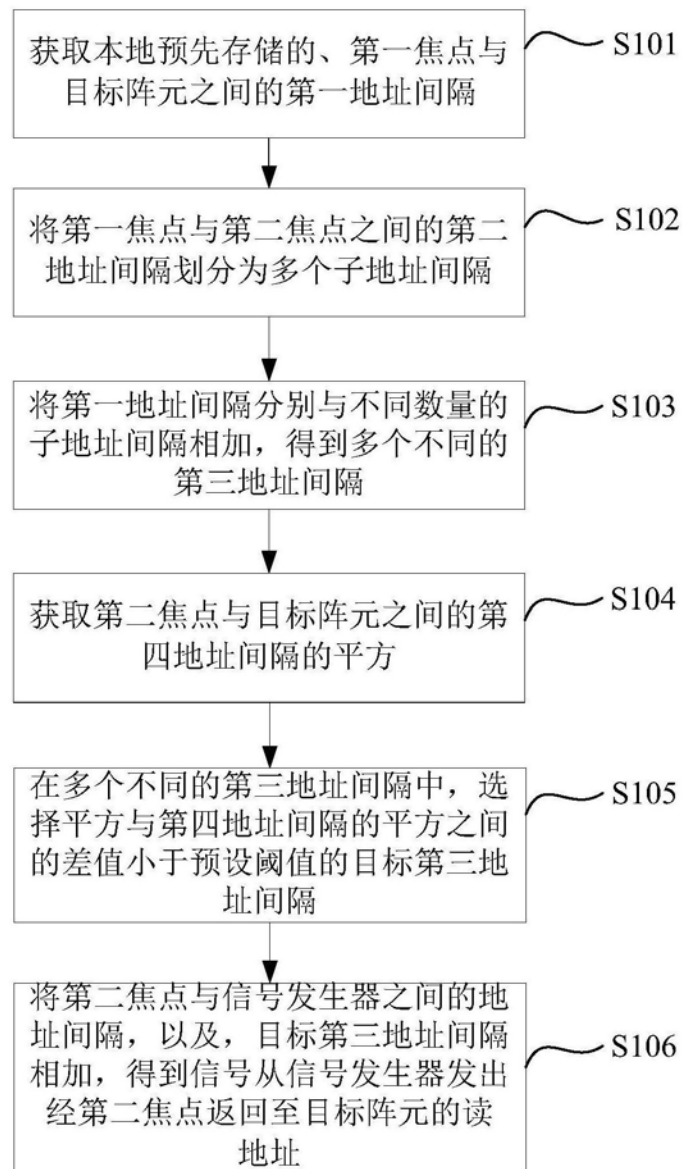 获取本地预先存储的、第一焦点与
目标阵元之间的第一地址间隔
S101
将第一焦点与第二焦点之间的第二
地址间隔划分为多个子地址间隔
S102
将第一地址间隔分别与不同数量的
子地址间隔相加，得到多个不同的
第三地址间隔
S103
获取第二焦点与目标阵元之间的第
四地址间隔的平方
S104
在多个不同的第三地址间隔中，选
择平方与第四地址间隔的平方之间
的差值小于预设阈值的目标第三地
址间隔
S105
将第二焦点与信号发生器之间的地
址间隔，以及，目标第三地址间隔
相加，得到信号从信号发生器发出
经第二焦点返回至目标阵元的读
地址
S106